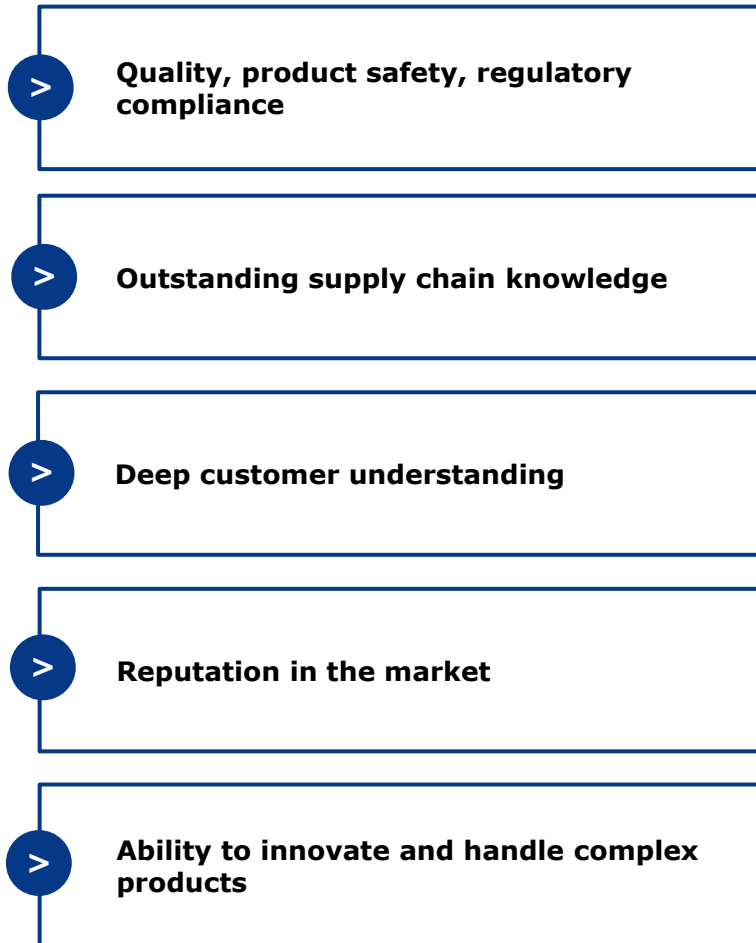 >
Quality, product safety, regulatory
compliance
>
Outstanding supply chain knowledge
>
Deep customer understanding
>
Reputation in the market
>
Ability to innovate and handle complex
products